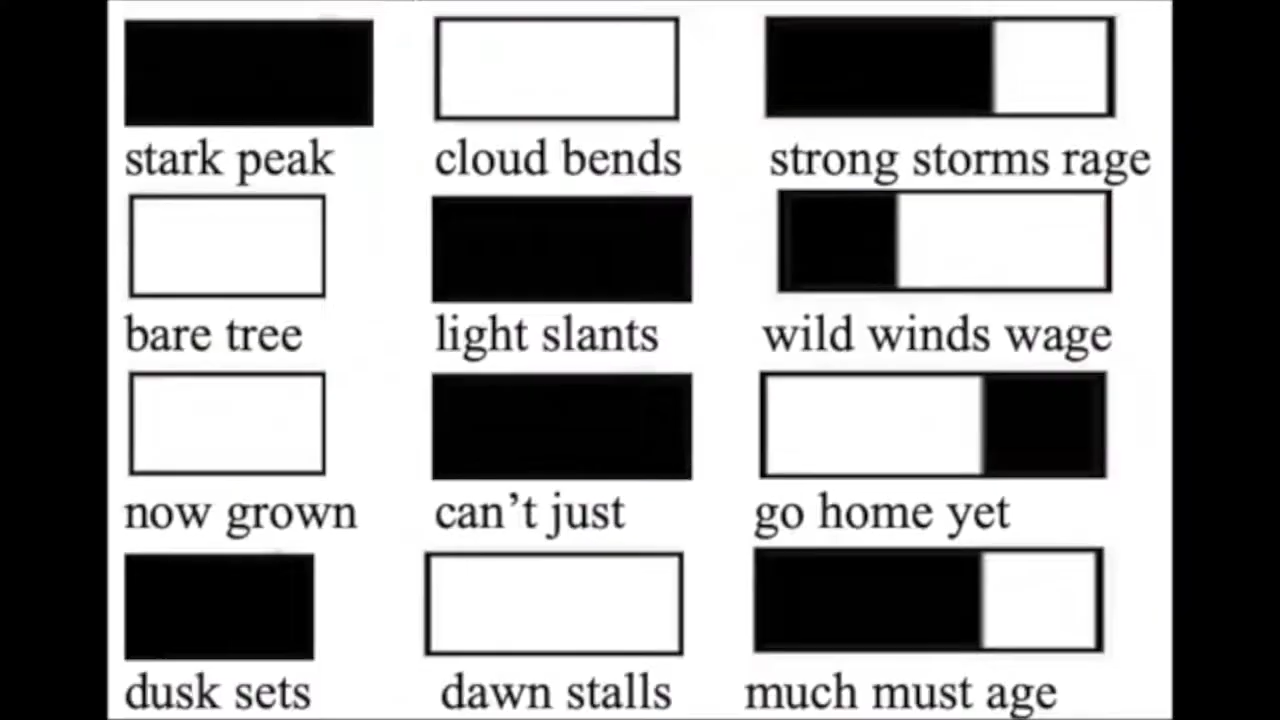 stark peak cloud bends strong storms rage
bare tree light slants wild winds wage
now grown can’t just go home yet
dusk sets dawn stalls much must age